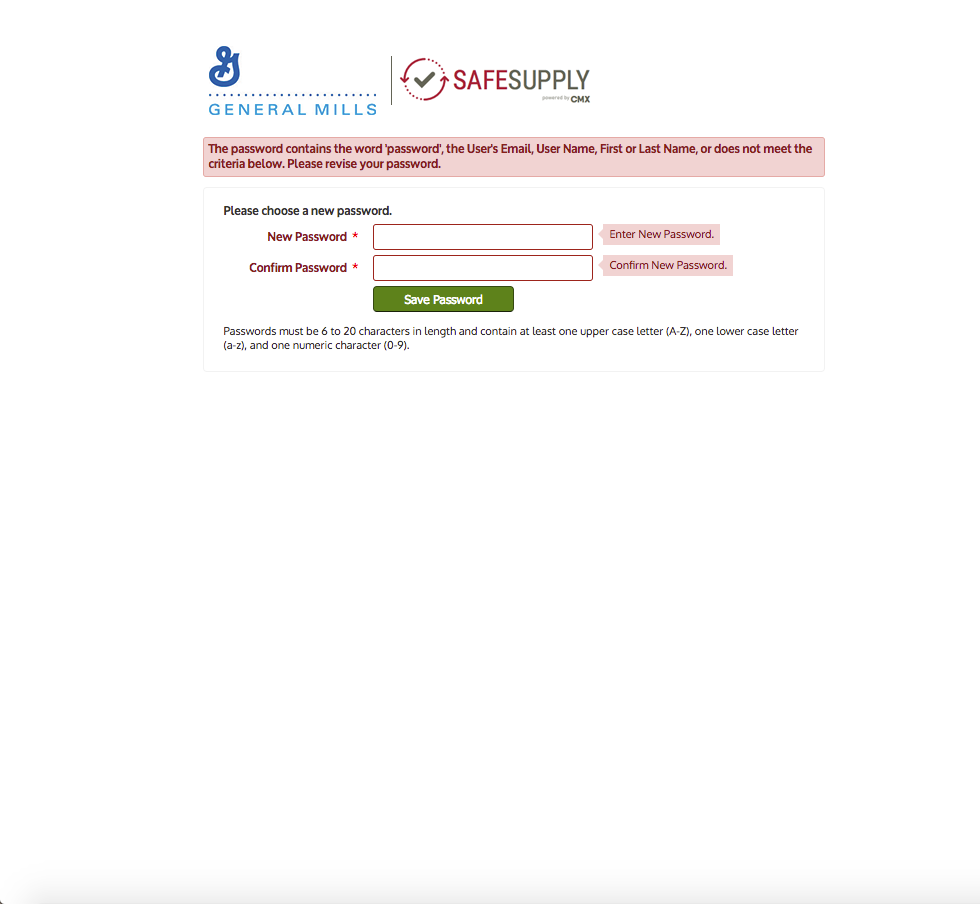 GENERAL MILLS
SAFESUPPLY
powered by CMX
The password contains the word 'password', the User's Email, User Name, First or Last Name, or does not meet the
criteria below. Please revise your password.
Please choose a new password.
New Password *
Enter New Password.
Confirm Password *
Confirm New Password.
Save Password
Passwords must be 6 to 20 characters in length and contain at least one upper case letter (A-Z), one lower case letter
(a-z), and one numeric character (0-9).